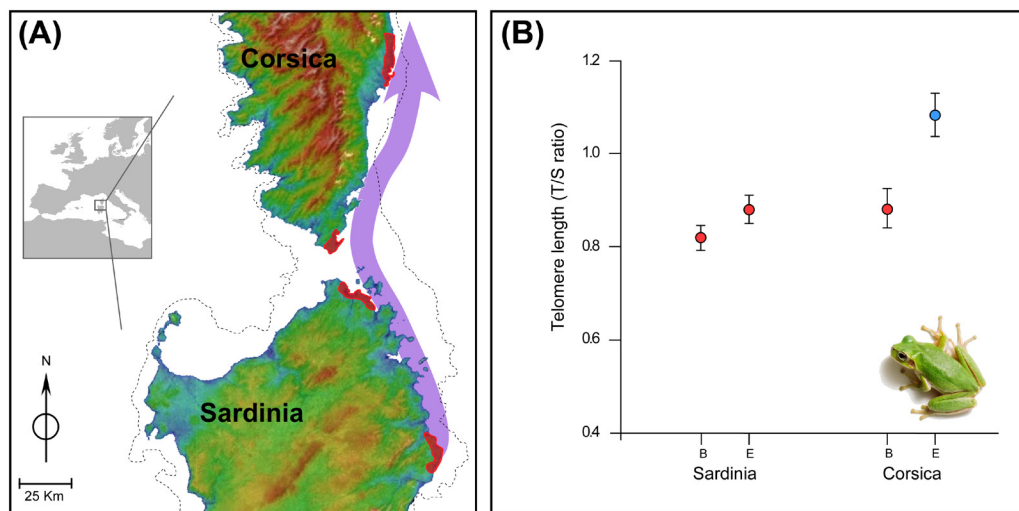 (A)
Corsica
Sardinia
N
25 Km
(B)
Telomere length (T/S ratio)
1.2
1.0
0.8
0.6
0.4
B E B E
Sardinia Corsica